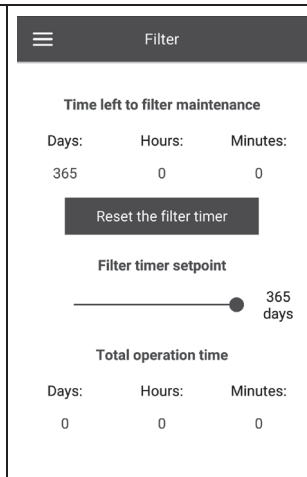 Filter
Time left to filter maintenance
Days: Hours: Minutes:
365 0 0
Reset the filter timer
Filter timer setpoint
365
days
Total operation time
Days: Hours: Minutes:
0 0 0